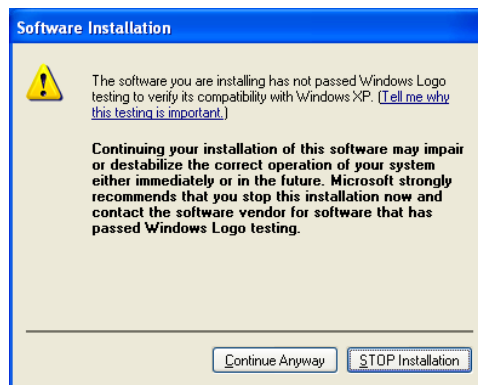 Software Installation
The software you are installing has not passed Windows Logo
testing to verify its compatibility with Windows XP. (Tell me why
this testing is important.)
Continuing your installation of this software may impair
or destabilize the correct operation of your system
either immediately or in the future. Microsoft strongly
recommends that you stop this installation now and
contact the software vendor for software that has
passed Windows Logo testing.
Continue Anyway
STOP Installation